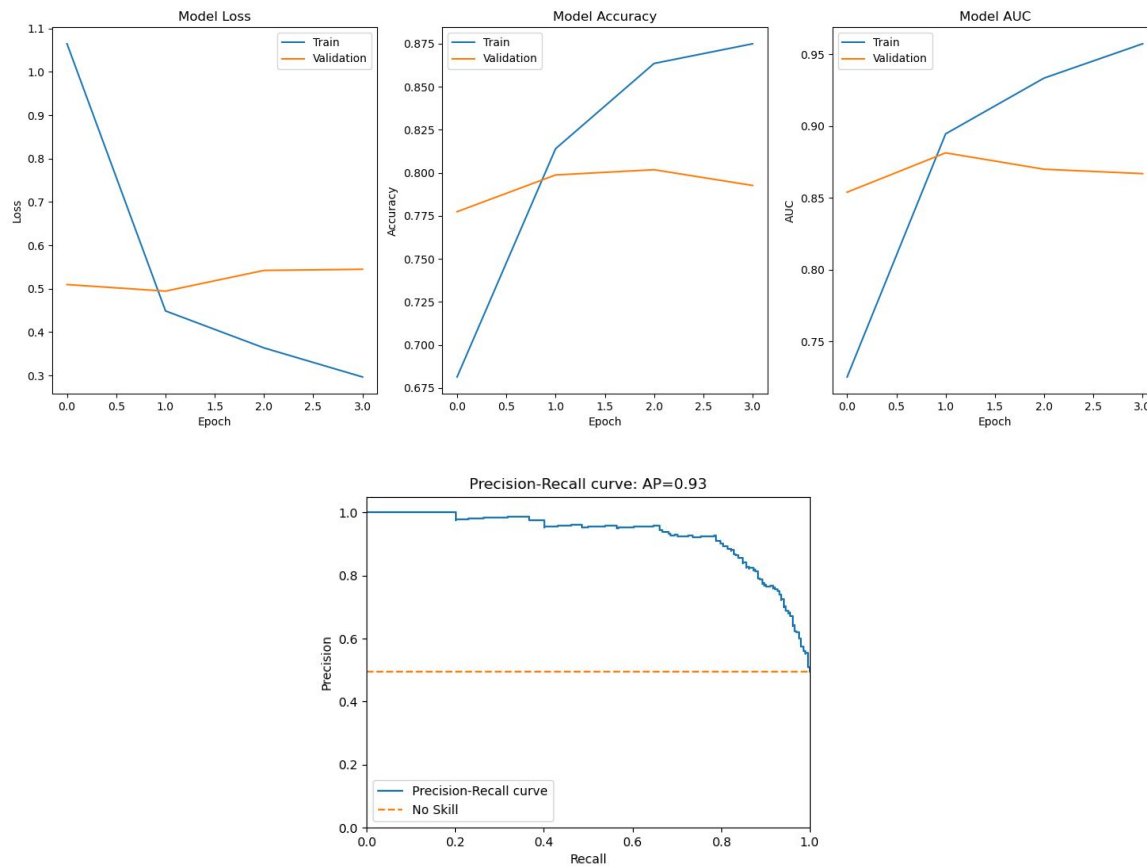 Model Loss
1.1
1.0
0.9
0.8
0.7
0.6
0.5
0.4
0.3
Loss
Train
Validation
0.0 0.5 1.0 1.5 2.0 2.5 3.0
Epoch
Model Accuracy
0.875
0.850
0.825
0.800
0.775
0.750
0.725
0.700
0.675
Accuracy
Train
Validation
0.0 0.5 1.0 1.5 2.0 2.5 3.0
Epoch
Model AUC
0.95
0.90
0.85
0.80
0.75
AUC
Train
Validation
0.0 0.5 1.0 1.5 2.0 2.5 3.0
Epoch
Precision-Recall curve: AP=0.93
1.0
0.8
0.6
0.4
0.2
0.0
Precision
Precision-Recall curve
No Skill
0.0 0.2 0.4 0.6 0.8 1.0
Recall